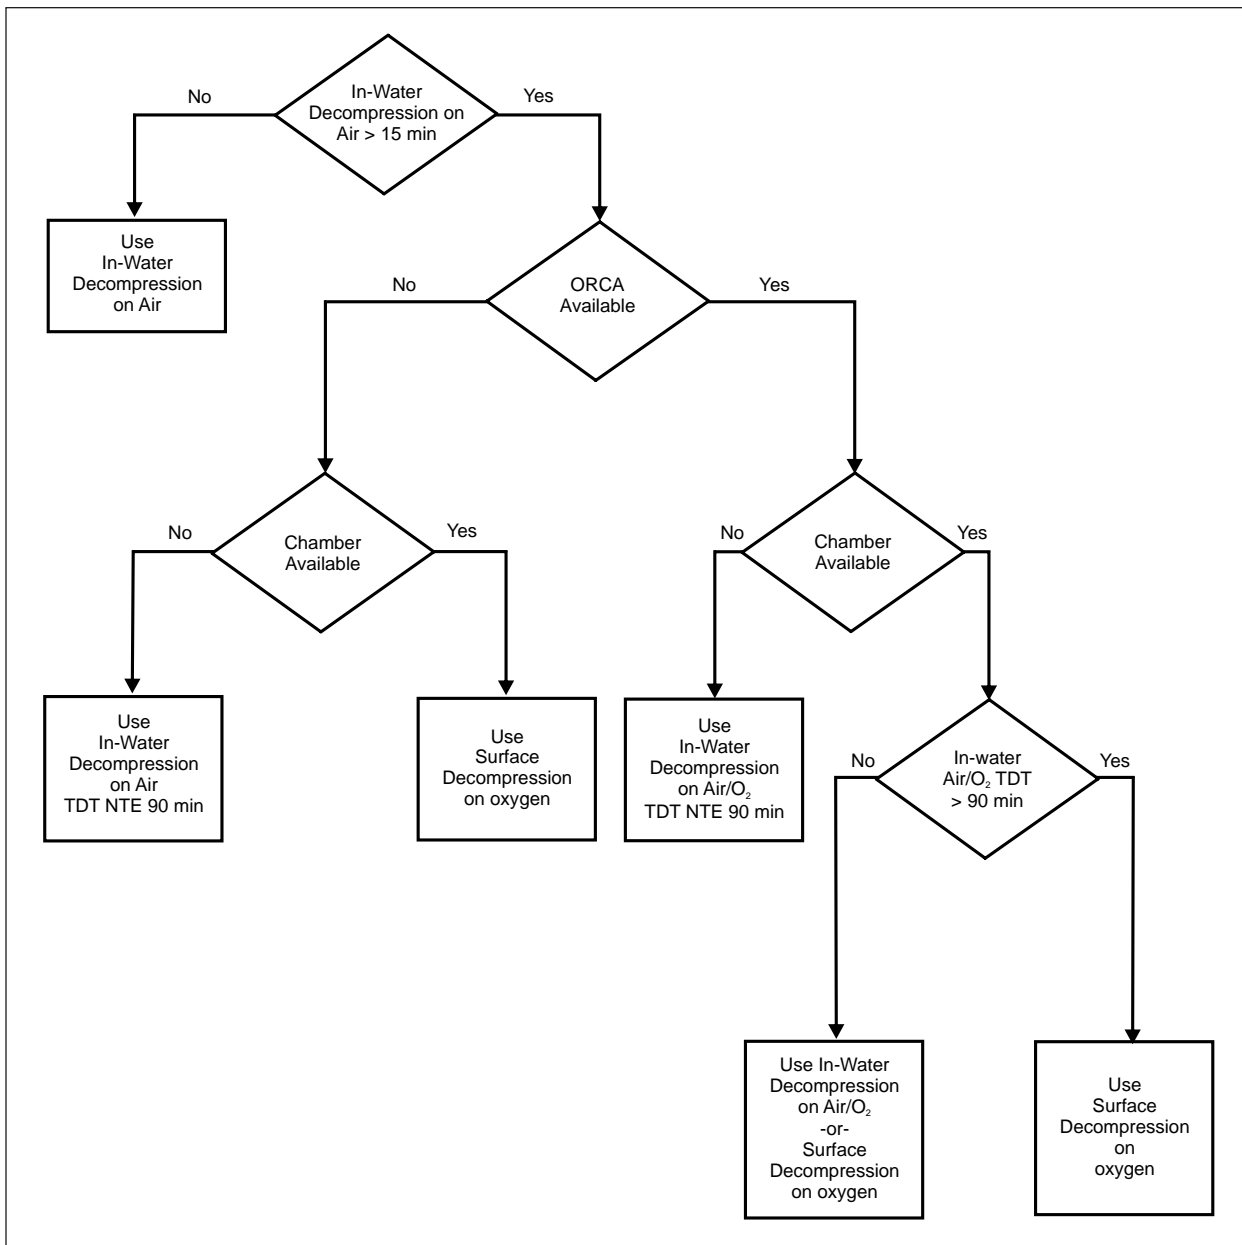 No
In-Water
Decompression on
Air > 15 min
Yes
Use
In-Water
Decompression
on Air
No
ORCA
Available
Yes
No
Chamber
Available
Yes
No
Chamber
Available
Yes
Use
In-Water
Decompression
on Air
TDT NTE 90 min
Use
Surface
Decompression
on oxygen
Use
In-Water
Decompression
on Air/O₂
TDT NTE 90 min
No
In-water
Air/O₂ TDT
> 90 min
Yes
Use In-Water
Decompression
on Air/O₂
-or-
Surface
Decompression
on oxygen
Use
Surface
Decompression
on
oxygen